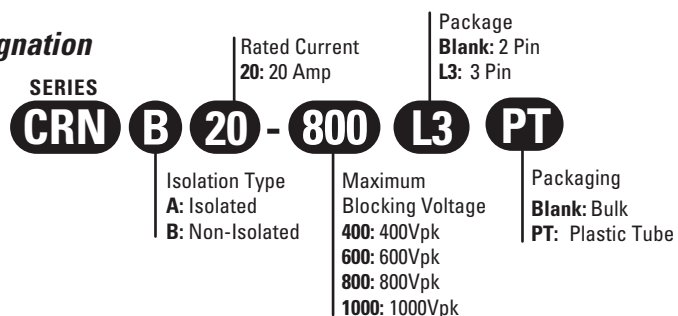 gnation
Package
Blank: 2 Pin
L3: 3 Pin
Rated Current
20: 20 Amp
SERIES
CRN B 20 - 800 L3 PT
Isolation Type
A: Isolated
B: Non-Isolated
Maximum
Blocking Voltage
400: 400Vpk
600: 600Vpk
800: 800Vpk
1000: 1000Vpk
Packaging
Blank: Bulk
PT: Plastic Tube